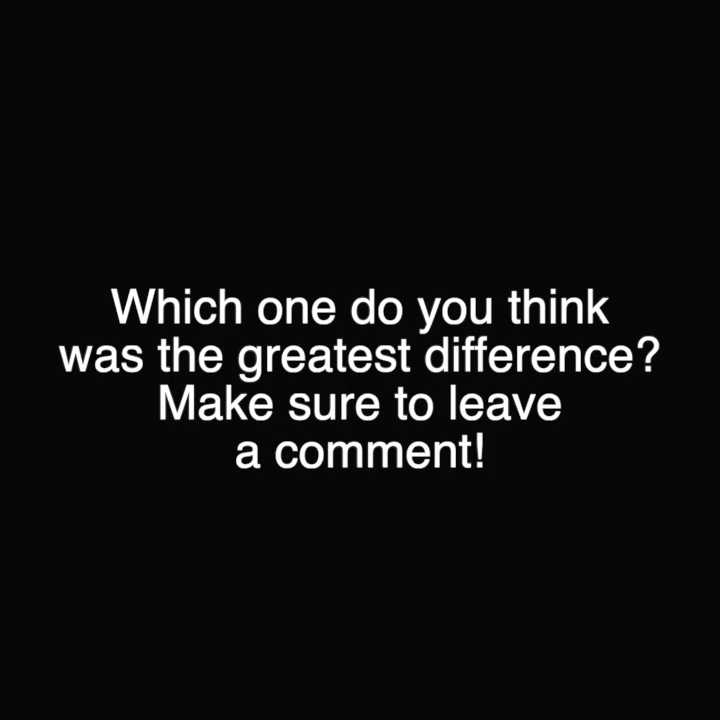 Which one do you think
was the greatest difference?
Make sure to leave
a comment!